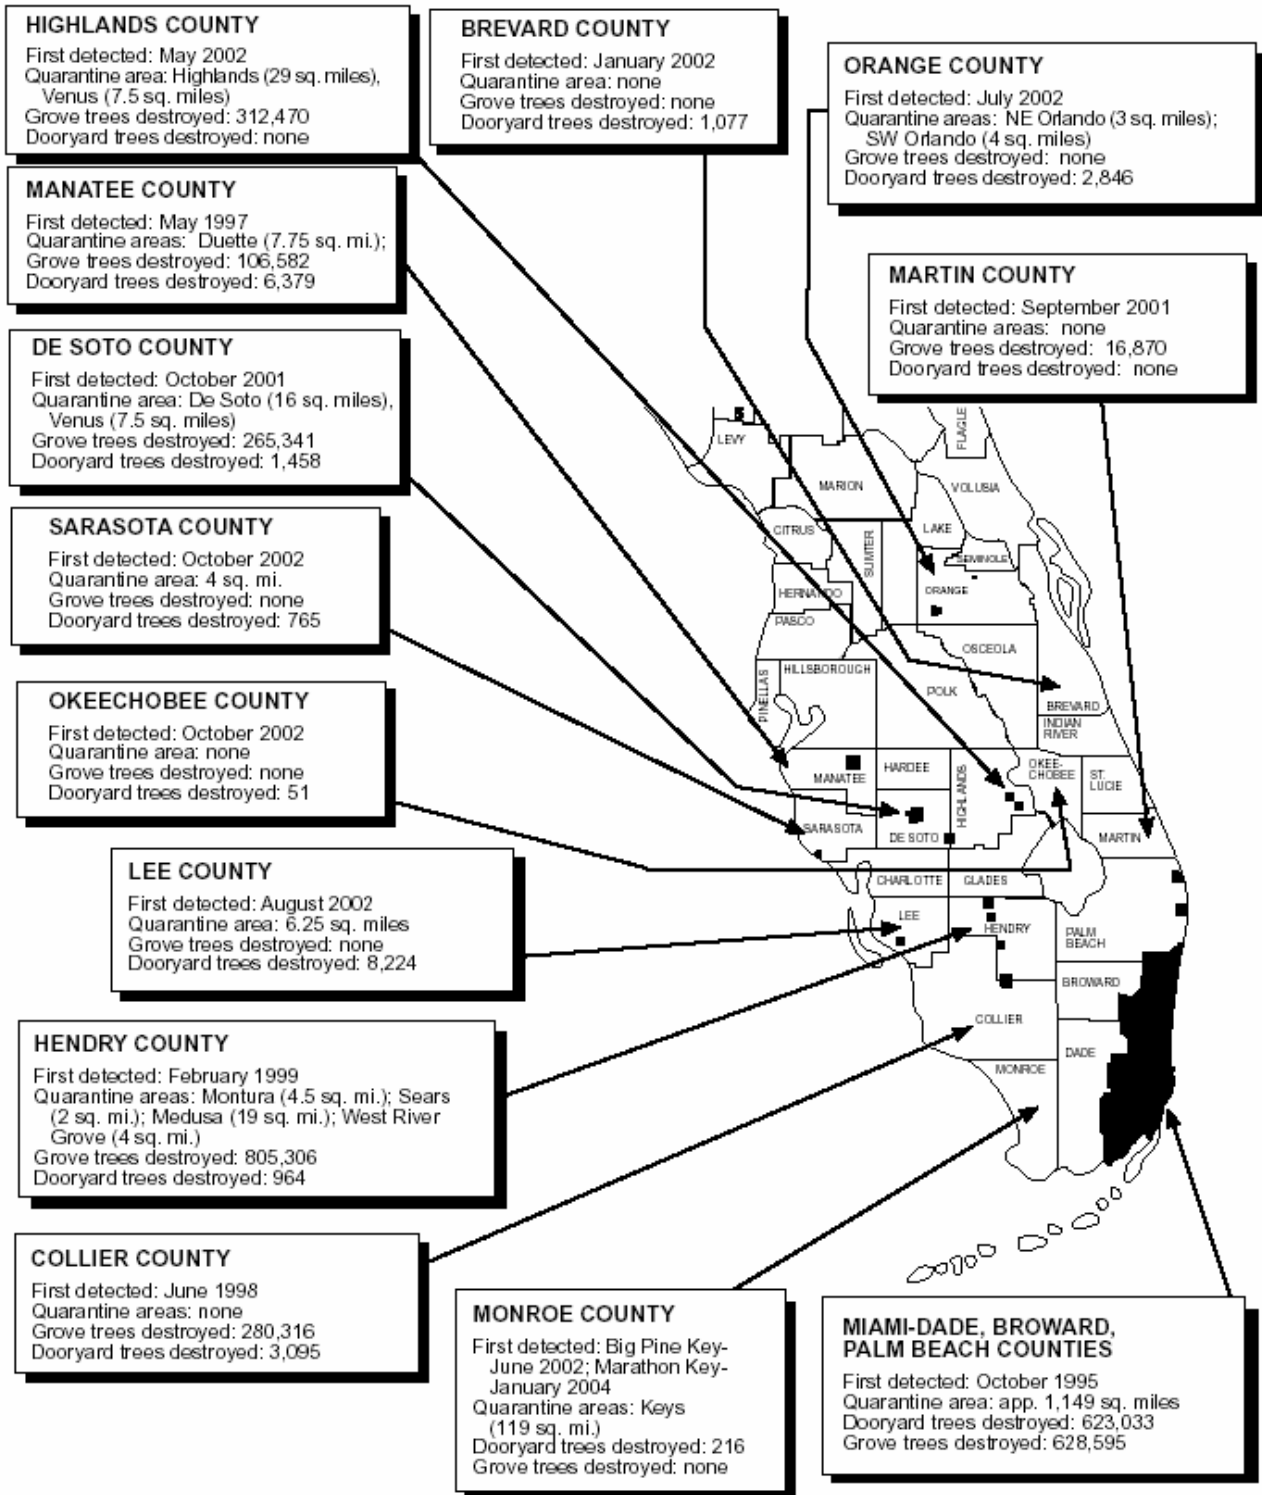 HIGHLANDS COUNTY
First detected: May 2002
Quarantine area: Highlands (29 sq. miles),
Venus (7.5 sq. miles)
Grove trees destroyed: 312,470
Dooryard trees destroyed: none
BREVARD COUNTY
First detected: January 2002
Quarantine area: none
Grove trees destroyed: none
Dooryard trees destroyed: 1,077
ORANGE COUNTY
First detected: July 2002
Quarantine areas: NE Orlando (3 sq. miles);
SW Orlando (4 sq. miles)
Grove trees destroyed: none
Dooryard trees destroyed: 2,846
MANATEE COUNTY
First detected: May 1997
Quarantine areas: Duette (7.75 sq. mi.);
Grove trees destroyed: 106,582
Dooryard trees destroyed: 6,379
MARTIN COUNTY
First detected: September 2001
Quarantine areas: none
Grove trees destroyed: 16,870
Dooryard trees destroyed: none
DE SOTO COUNTY
First detected: October 2001
Quarantine area: De Soto (16 sq. miles),
Venus (7.5 sq. miles)
Grove trees destroyed: 265,341
Dooryard trees destroyed: 1,458
SARASOTA COUNTY
First detected: October 2002
Quarantine area: 4 sq. mi.
Grove trees destroyed: none
Dooryard trees destroyed: 765
OKEECHOBEE COUNTY
First detected: October 2002
Quarantine area: none
Grove trees destroyed: none
Dooryard trees destroyed: 51
LEE COUNTY
First detected: August 2002
Quarantine area: 6.25 sq. miles
Grove trees destroyed: none
Dooryard trees destroyed: 8,224
HENDRY COUNTY
First detected: February 1999
Quarantine areas: Montura (4.5 sq. mi.); Sears
(2 sq. mi.); Medusa (19 sq. mi.); West River
Grove (4 sq. mi.)
Grove trees destroyed: 805,306
Dooryard trees destroyed: 964
COLLIER COUNTY
First detected: June 1998
Quarantine areas: none
Grove trees destroyed: 280,316
Dooryard trees destroyed: 3,095
MONROE COUNTY
First detected: Big Pine Key-
June 2002; Marathon Key-
January 2004
Quarantine areas: Keys
(119 sq. mi.)
Dooryard trees destroyed: 216
Grove trees destroyed: none
MIAMI-DADE, BROWARD,
PALM BEACH COUNTIES
First detected: October 1995
Quarantine area: app. 1,149 sq. miles
Dooryard trees destroyed: 623,033
Grove trees destroyed: 628,595
LEVY
FLAGLE
MARION
VOLUSIA
CITRUS
SUMTER
LAKE
SEMINOLE
HERNANDO
ORANGE
PASCO
OSCEOLA
PINELLAS
HILLSBOROUGH
POLK
BREVARD
INDIAN
RIVER
MANATEE
HARDEE
HIGHLANDS
OKEE-
CHOBEE
ST.
LUCIE
SARASOTA
DE SOTO
MARTIN
CHARLOTTE
GLADES
LEE
HENDRY
PALM
BEACH
BROWARD
COLLIER
DADE
MONROE